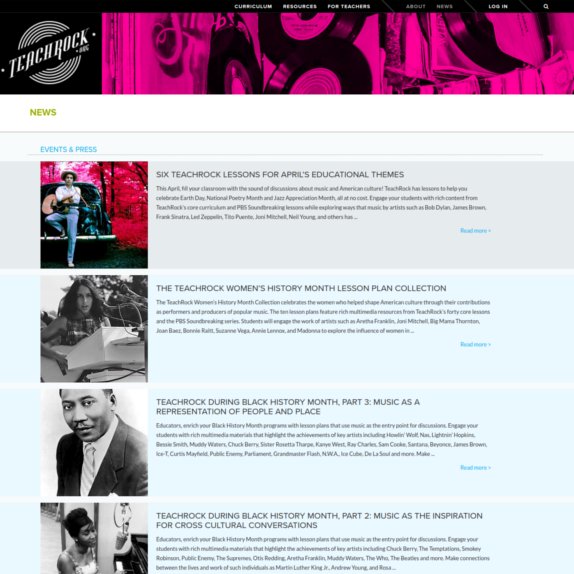 CURRICULUM RESOURCES FOR TEACHERS ABOUT NEWS LOG IN
TEACHROCK
.ORG
NEWS
EVENTS & PRESS
SIX TEACHROCK LESSONS FOR APRIL'S EDUCATIONAL THEMES
This April, fill your classroom with the sound of discussions about music and American culture! TeachRock has lessons to help you
celebrate Earth Day, National Poetry Month and Jazz Appreciation Month, all at no cost. Engage your students with rich content from
TeachRock's core curriculum and PBS Soundbreaking lessons while exploring ways that music by artists such as Bob Dylan, James Brown,
Frank Sinatra, Led Zeppelin, Tito Puente, Joni Mitchell, Neil Young, and others has ...
Read more >
THE TEACHROCK WOMEN'S HISTORY MONTH LESSON PLAN COLLECTION
The TeachRock Women's History Month Collection celebrates the women who helped shape American culture through their contributions
as performers and producers of popular music. The ten lesson plans feature rich multimedia resources from TeachRock's forty core lessons
and the PBS Soundbreaking series. Students will engage the work of artists such as Aretha Franklin, Joni Mitchell, Big Mama Thornton,
Joan Baez, Bonnie Raitt, Suzanne Vega, Annie Lennox, and Madonna to explore the influence of women in ...
Read more >
TEACHROCK DURING BLACK HISTORY MONTH, PART 3: MUSIC AS A
REPRESENTATION OF PEOPLE AND PLACE
Educators, enrich your Black History Month programs with lesson plans that use music as the entry point for discussions. Engage your
students with rich multimedia materials that highlight the achievements of key artists including Howlin' Wolf, Nas, Lightnin' Hopkins,
Bessie Smith, Muddy Waters, Chuck Berry, Sister Rosetta Tharpe, Kanye West, Ray Charles, Sam Cooke, Santana, Beyonce, James Brown,
Ice-T, Curtis Mayfield, Public Enemy, Parliament, Grandmaster Flash, N.W.A., Ice Cube, De La Soul and more. Make ...
Read more >
TEACHROCK DURING BLACK HISTORY MONTH, PART 2: MUSIC AS THE INSPIRATION
FOR CROSS CULTURAL CONVERSATIONS
Educators, enrich your Black History Month programs with lesson plans that use music as the entry point for discussions. Engage your
students with rich multimedia materials that highlight the achievements of key artists including Chuck Berry, The Temptations, Smokey
Robinson, Public Enemy, The Supremes, Otis Redding, Aretha Franklin, Muddy Waters, The Who, The Beatles and more. Make connections
between the lives and work of such individuals as Martin Luther King Jr., Andrew Young, and Rosa ...